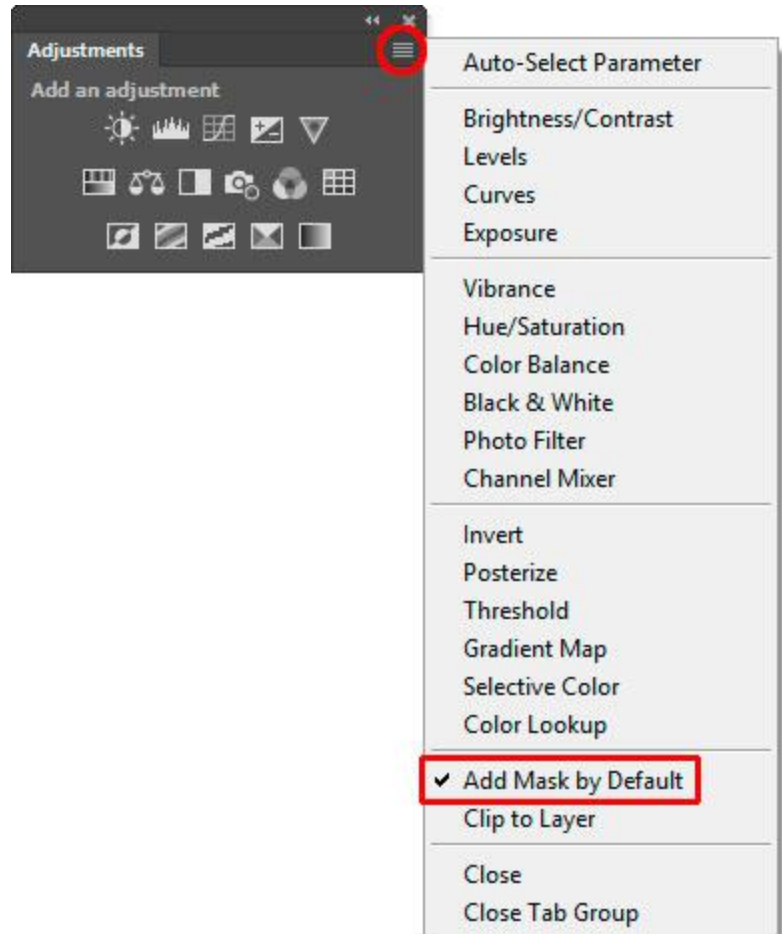 Adjustments
Add an adjustment
Auto-Select Parameter
Brightness/Contrast
Levels
Curves
Exposure
Vibrance
Hue/Saturation
Color Balance
Black & White
Photo Filter
Channel Mixer
Invert
Posterize
Threshold
Gradient Map
Selective Color
Color Lookup
Add Mask by Default
Clip to Layer
Close
Close Tab Group